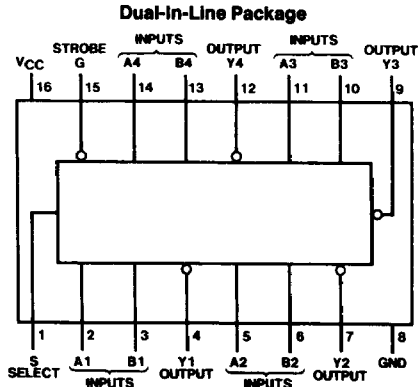 Dual-In-Line Package
STROBE INPUTS OUTPUT INPUTS OUTPUT
VCC G A4 B4 Y4 A3 B3 Y3
16 15 14 13 12 11 10 9
1 2 3 4 5 6 7 8
S A1 B1 Y1 A2 B2 Y2 GND
SELECT INPUTS OUTPUT INPUTS OUTPUT